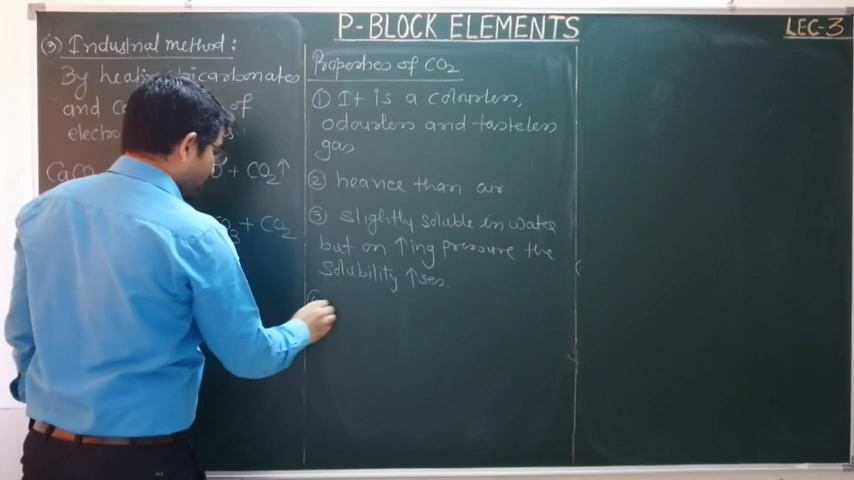 P-BLOCK ELEMENTS
LEC-3
(3) Industrial method:
By heating bicarbonates
and of
electro
CaCO + CO₂↑
O₃ + CO₂
Properties of CO₂
① It is a colourless,
odourless and tasteless
gas
② heavier than air
③ Slightly soluble in water
but on ↑ing pressure the
solubility ↑ses.